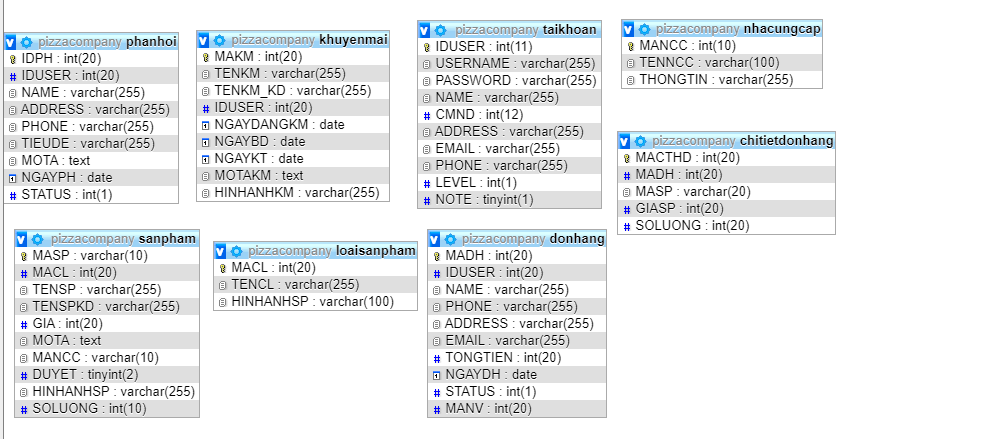 pizzacompany phanhoi
IDPH : int(20)
IDUSER : int(20)
NAME : varchar(255)
ADDRESS : varchar(255)
PHONE : varchar(255)
TIEUDE : varchar(255)
MOTA : text
NGAYPH : date
STATUS : int(1)
pizzacompany khuyenmai
MAKM : int(20)
TENKM : varchar(255)
TENKM_KD : varchar(255)
IDUSER : int(20)
NGAYDANGKM : date
NGAYBD : date
NGAYKT : date
MOTAKM : text
HINHANHKM : varchar(255)
pizzacompany taikhoan
IDUSER : int(11)
USERNAME : varchar(255)
PASSWORD : varchar(255)
NAME : varchar(255)
CMND : int(12)
ADDRESS : varchar(255)
EMAIL : varchar(255)
PHONE : varchar(255)
LEVEL : int(1)
NOTE : tinyint(1)
pizzacompany nhacungcap
MANCC : int(10)
TENNCC : varchar(100)
THONGTIN : varchar(255)
pizzacompany chitietdonhang
MACTHD : int(20)
MADH : int(20)
MASP : varchar(20)
GIASP : int(20)
SOLUONG : int(20)
pizzacompany sanpham
MASP : varchar(10)
MACL : int(20)
TENSP : varchar(255)
TENSPKD : varchar(255)
GIA : int(20)
MOTA : text
MANCC : varchar(10)
DUYET : tinyint(2)
HINHANHSP : varchar(255)
SOLUONG : int(10)
pizzacompany loaisanpham
MACL : int(20)
TENCL : varchar(255)
HINHANHSP : varchar(100)
pizzacompany donhang
MADH : int(20)
IDUSER : int(20)
NAME : varchar(255)
PHONE : varchar(255)
ADDRESS : varchar(255)
EMAIL : varchar(255)
TONGTIEN : int(20)
NGAYDH : date
STATUS : int(1)
MANV : int(20)